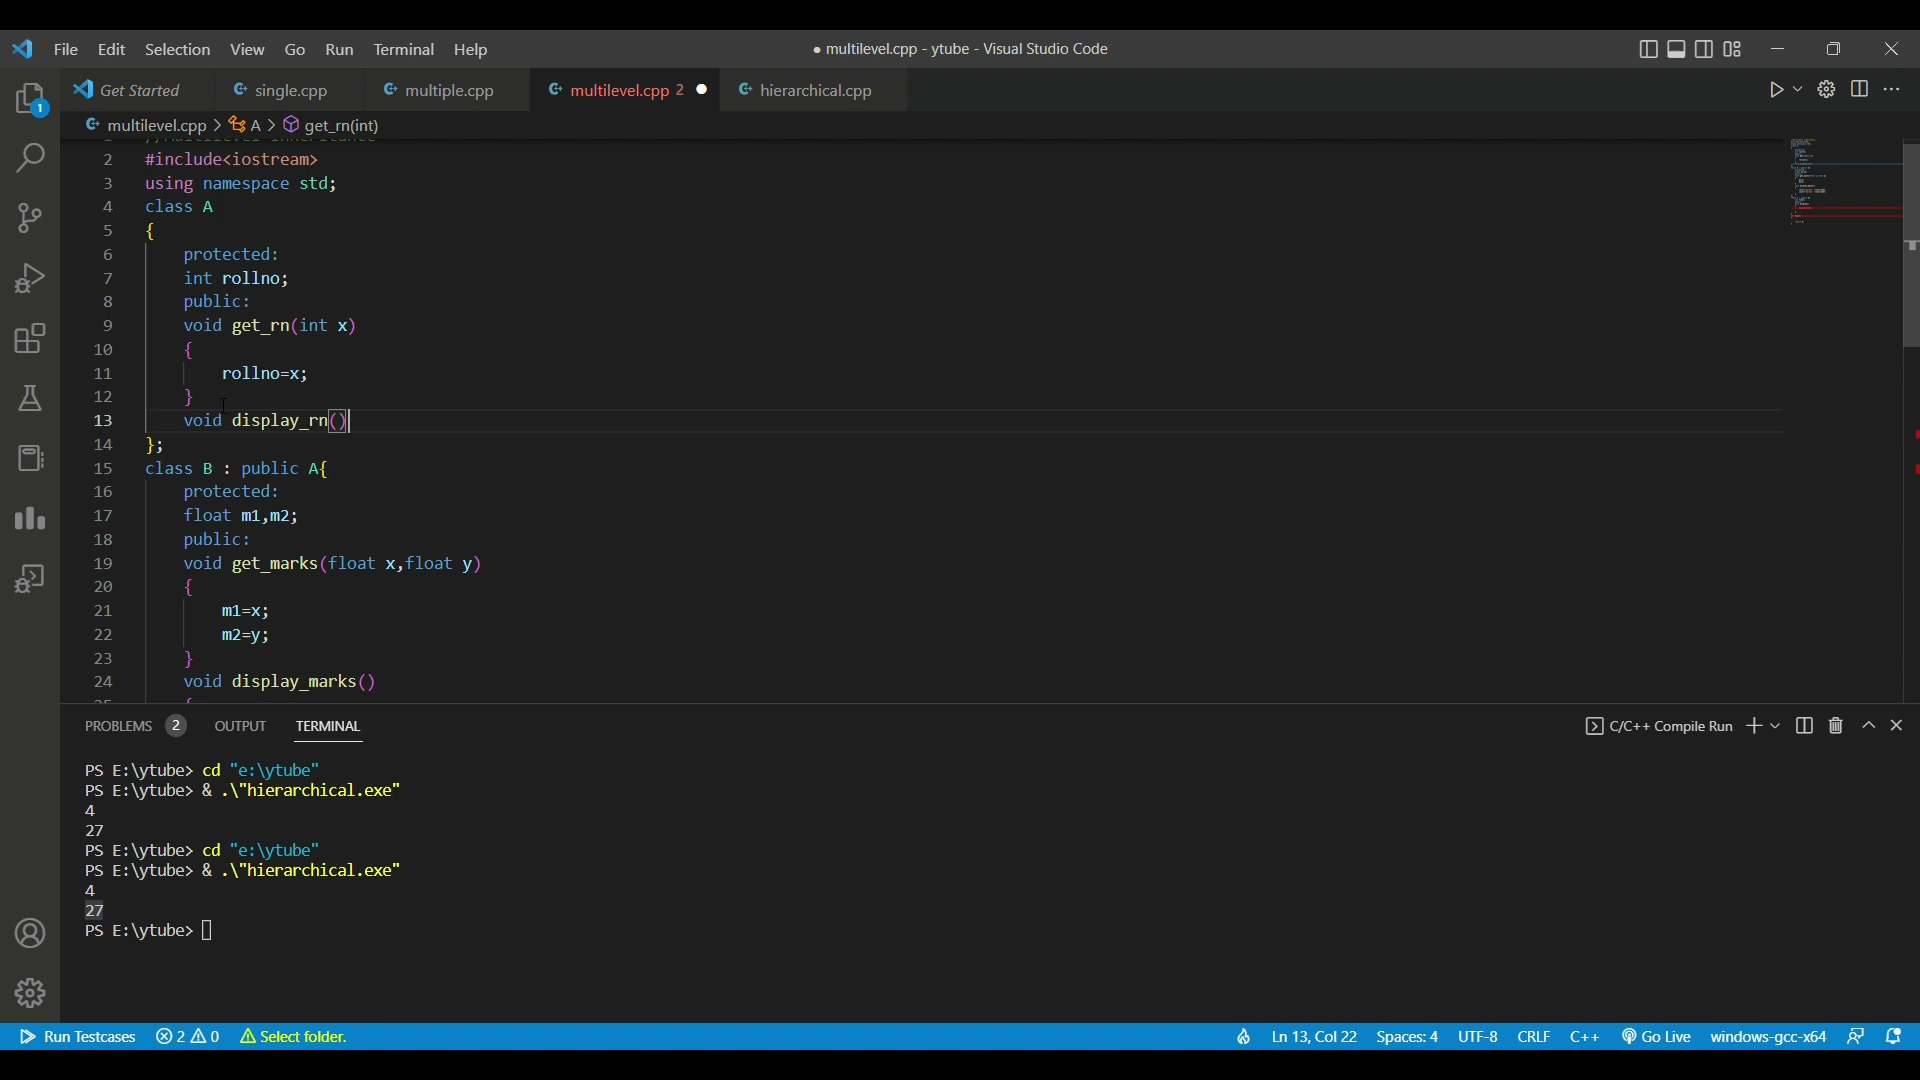 File Edit Selection View Go Run Terminal Help ● multilevel.cpp - ytube - Visual Studio Code
1 Get Started single.cpp multiple.cpp multilevel.cpp 2 hierarchical.cpp
multilevel.cpp > A > get_rn(int)
2 #include<iostream>
3 using namespace std;
4 class A
5 {
6 protected:
7 int rollno;
8 public:
9 void get_rn(int x)
10 {
11 rollno=x;
12 }
13 void display_rn()
14 };
15 class B : public A{
16 protected:
17 float m1,m2;
18 public:
19 void get_marks(float x,float y)
20 {
21 m1=x;
22 m2=y;
23 }
24 void display_marks()
PROBLEMS 2 OUTPUT TERMINAL C/C++ Compile Run
PS E:\ytube> cd "e:\ytube"
PS E:\ytube> & .\"hierarchical.exe"
4
27
PS E:\ytube> cd "e:\ytube"
PS E:\ytube> & .\"hierarchical.exe"
4
27
PS E:\ytube>
Run Testcases 2 0 Select folder. Ln 13, Col 22 Spaces: 4 UTF-8 CRLF C++ Go Live windows-gcc-x64